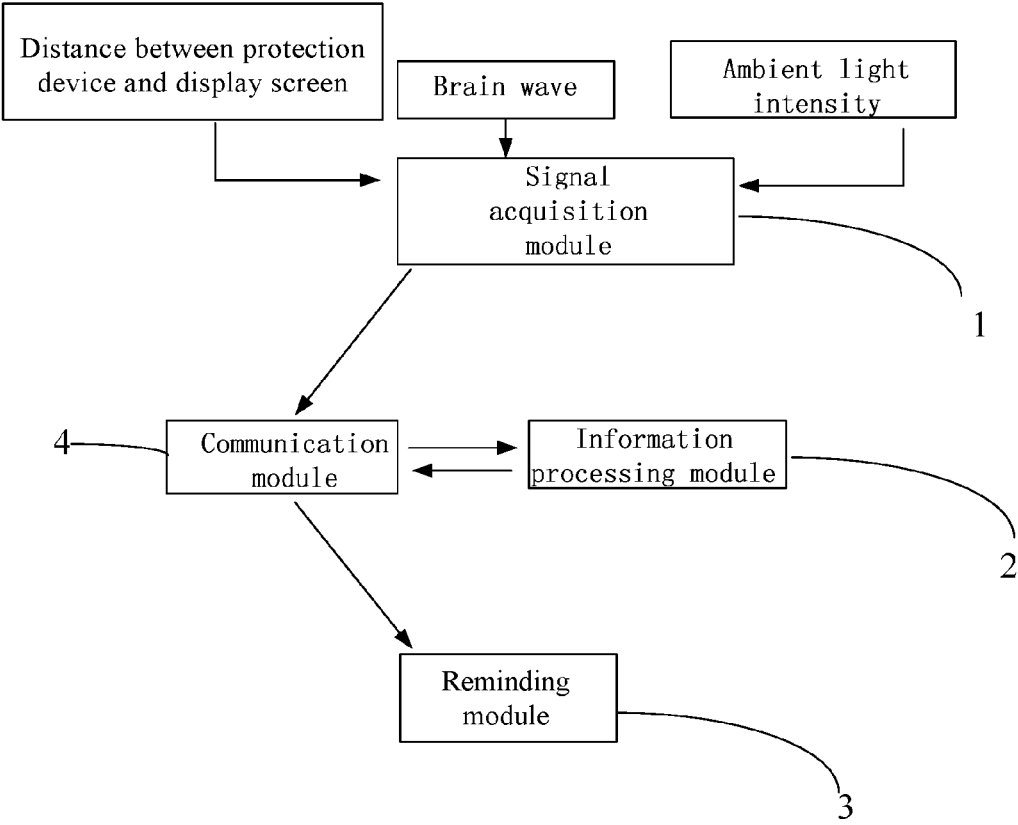 Distance between protection
device and display screen
Brain wave
Ambient light
intensity
Signal
acquisition
module
1
4
Communication
module
Information
processing module
2
Reminding
module
3